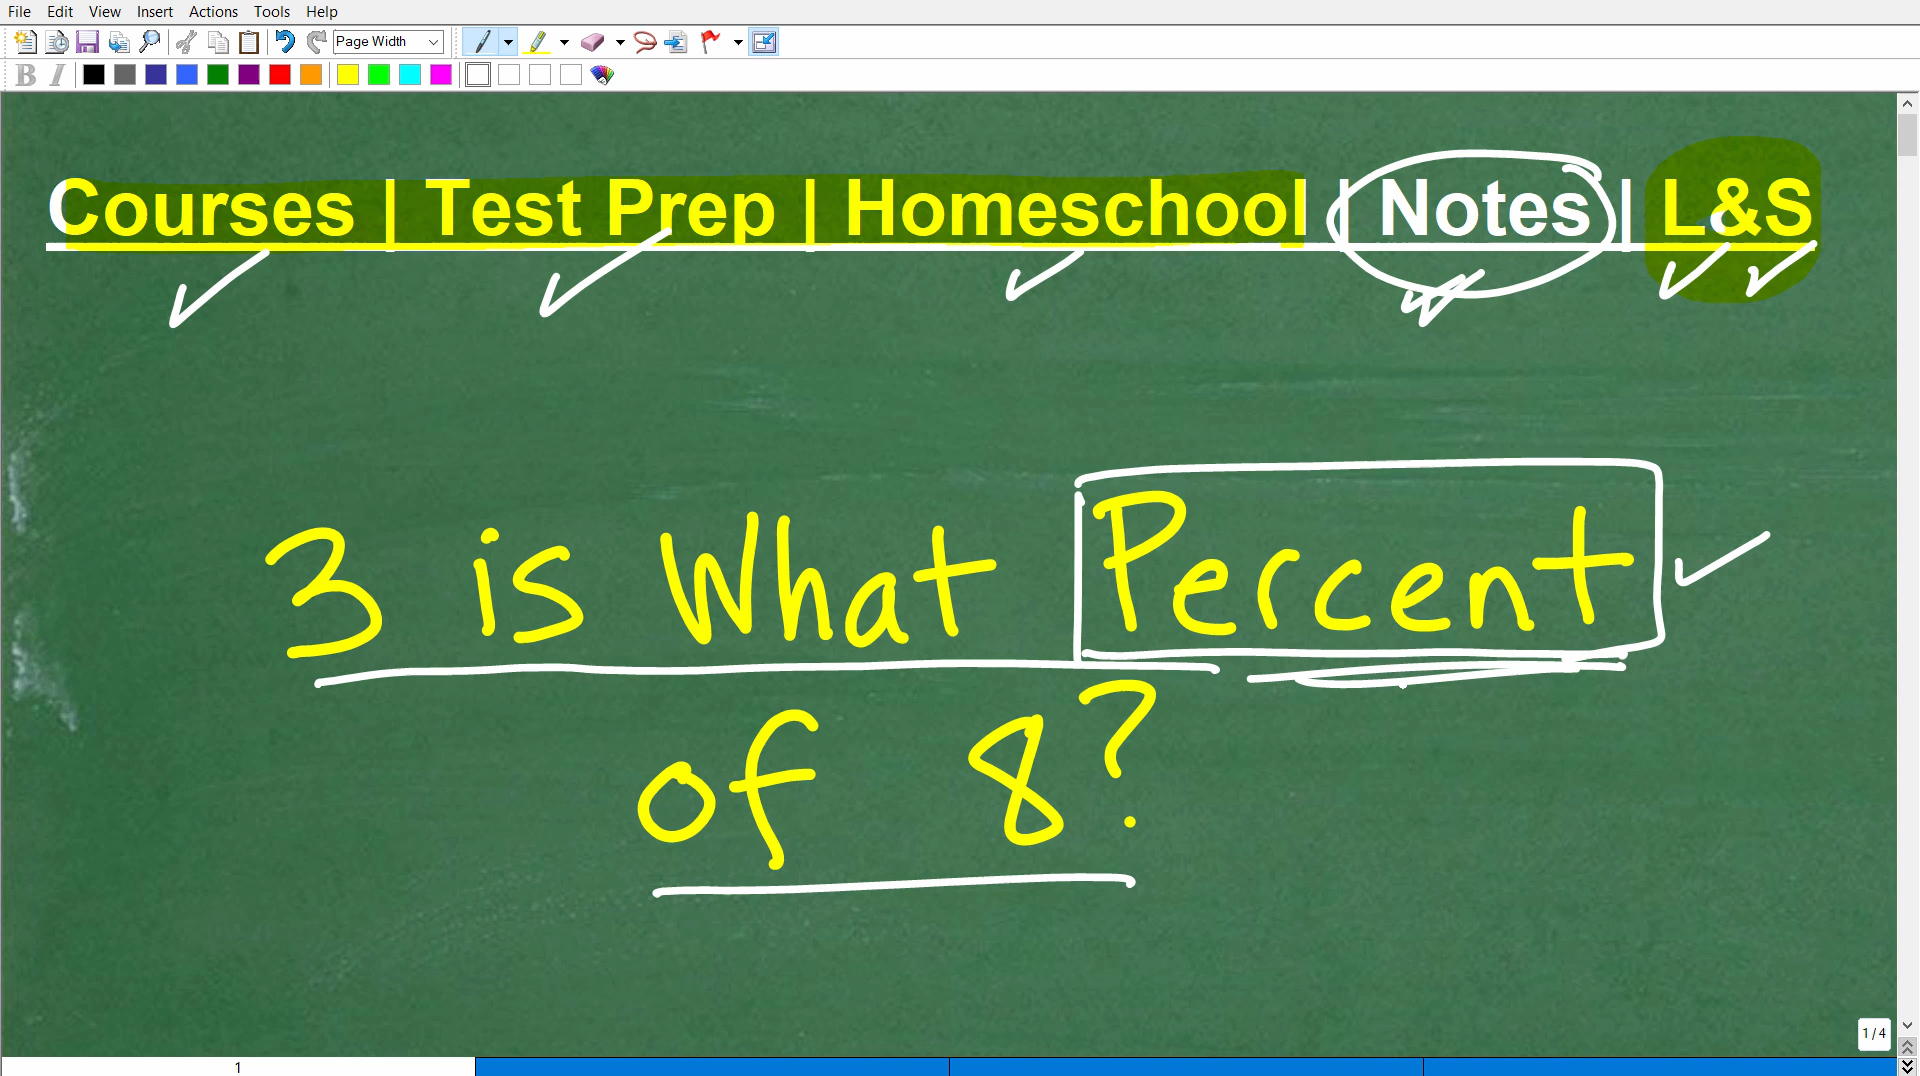 File Edit View Insert Actions Tools Help
Page Width
B I
Courses | Test Prep | Homeschool | Notes | L&S
3 is What Percent
of 8?
1 / 4
1